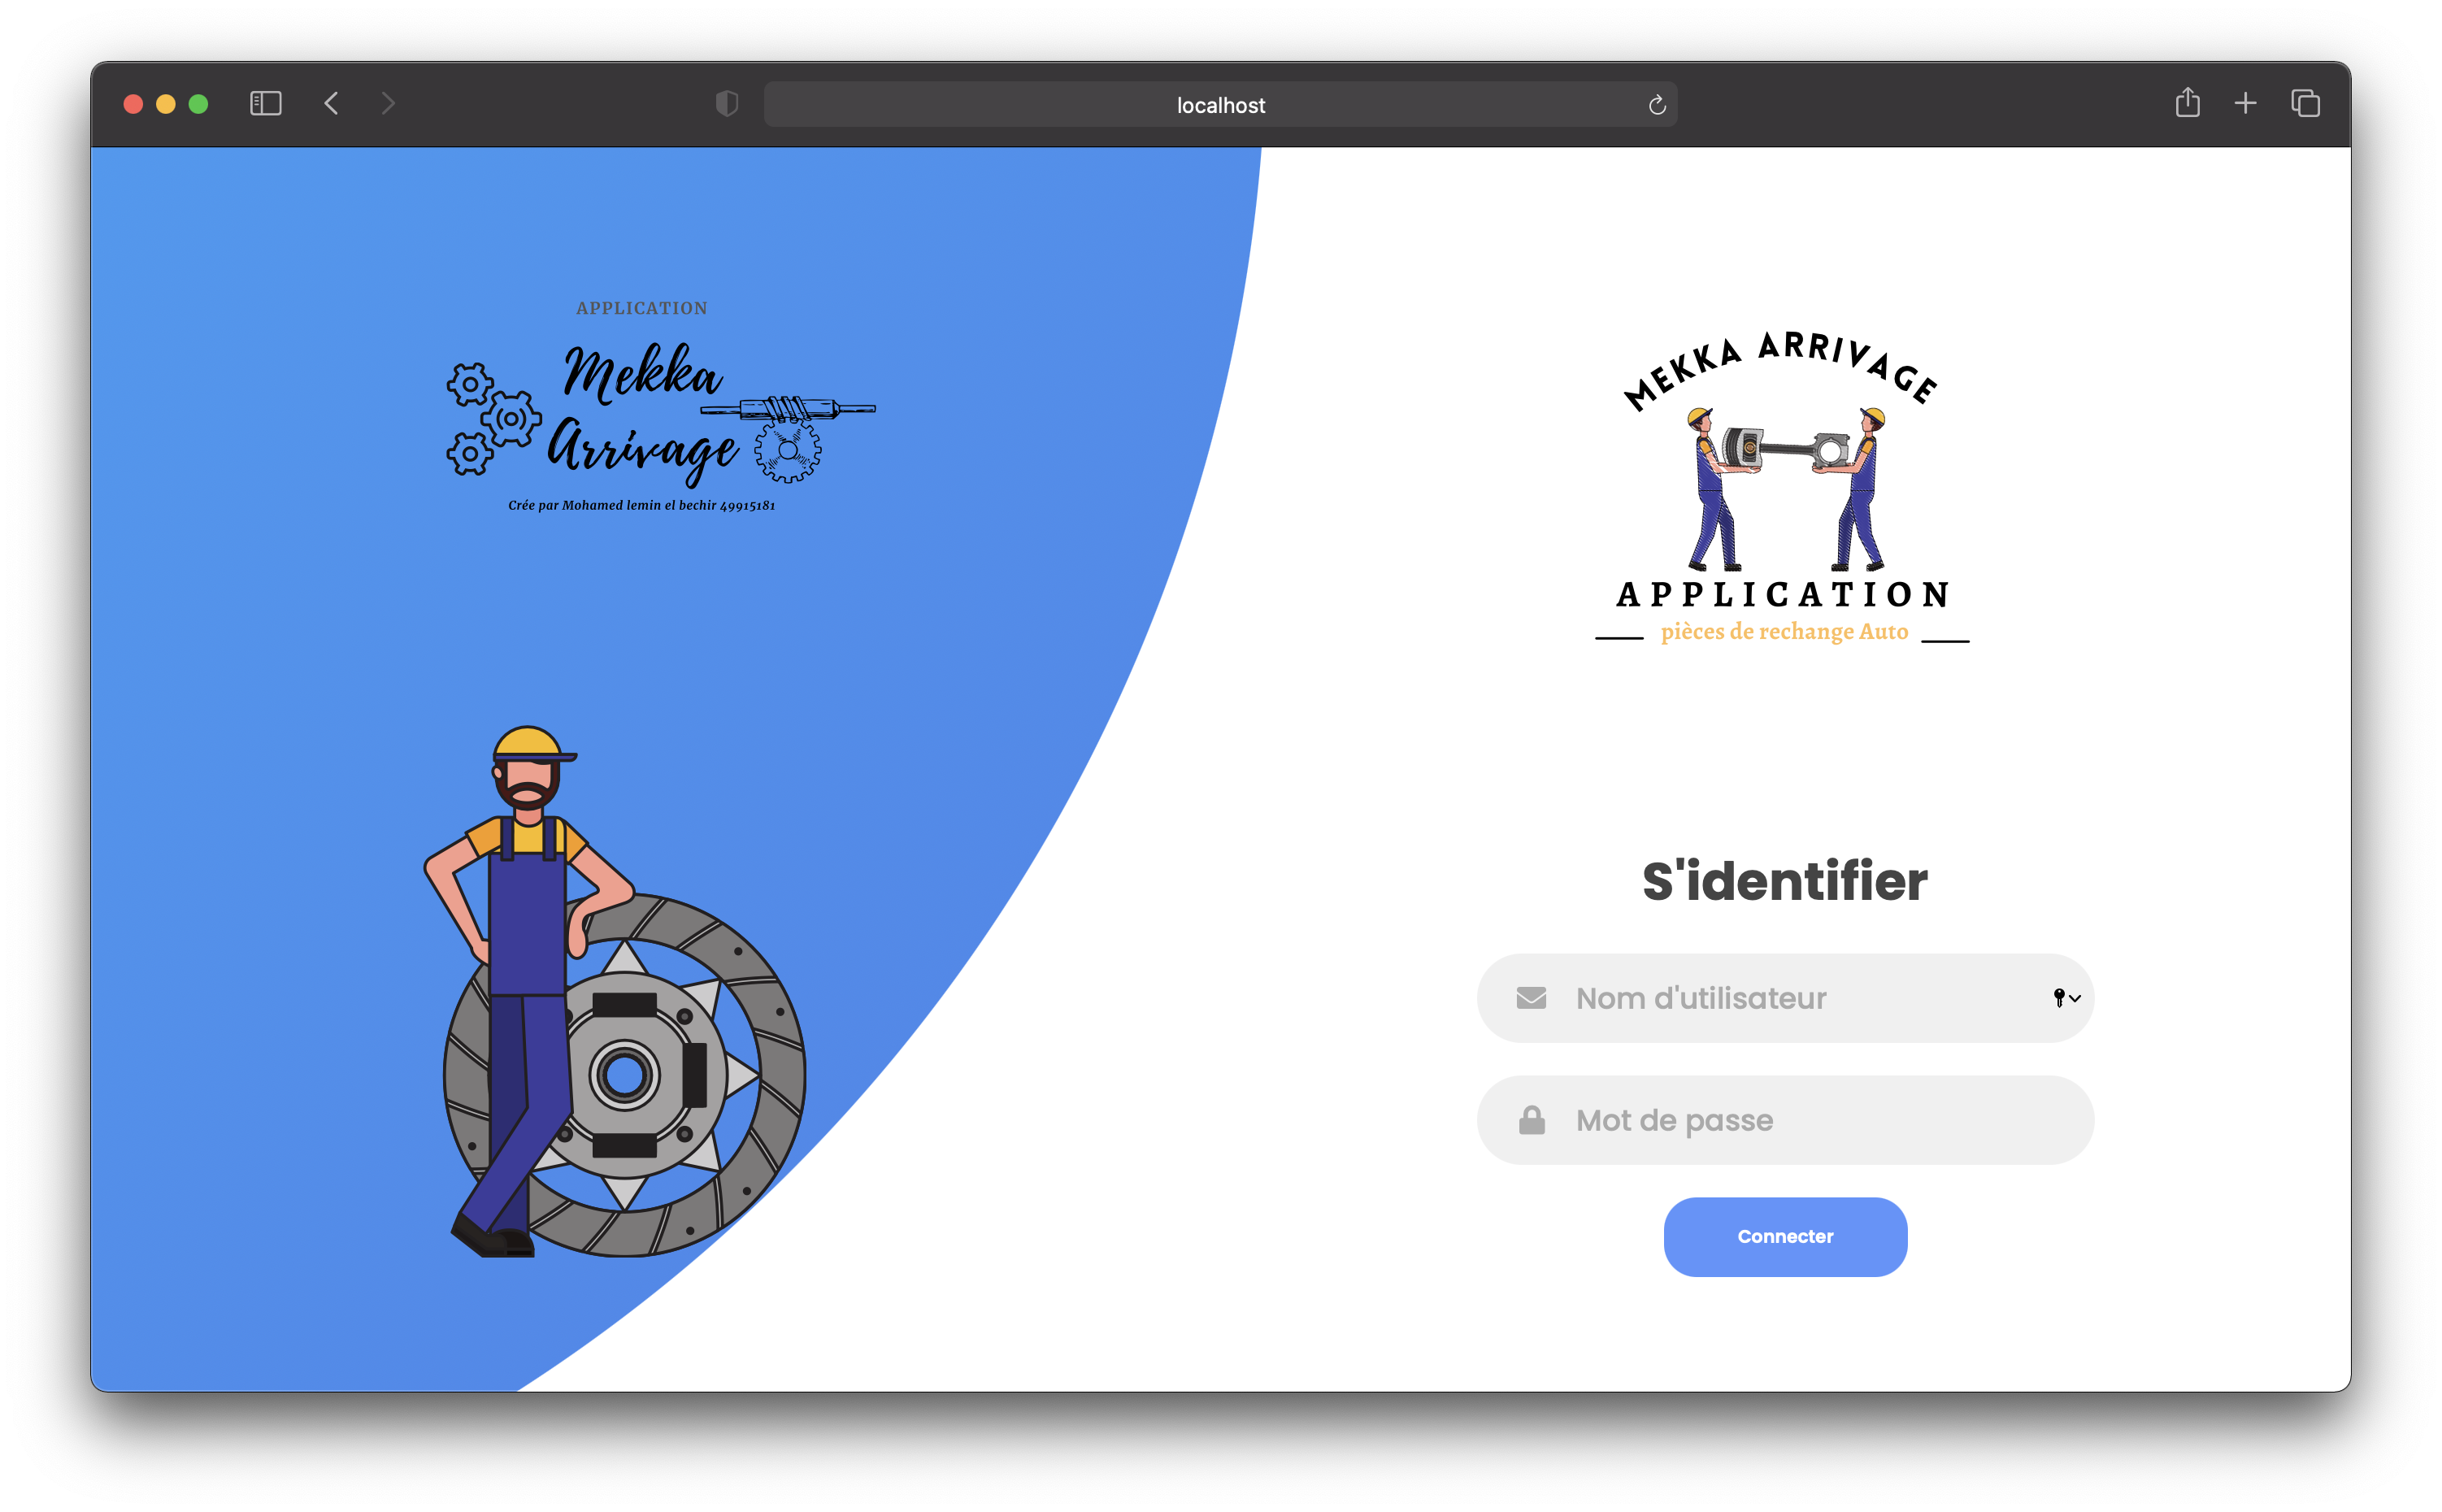 localhost
APPLICATION
Mekka
Arrivage
Crée par Mohamed lemin el bechir 49915181
MEKKA ARRIVAGE
APPLICATION
pièces de rechange Auto
S'identifier
Nom d'utilisateur
Mot de passe
Connecter